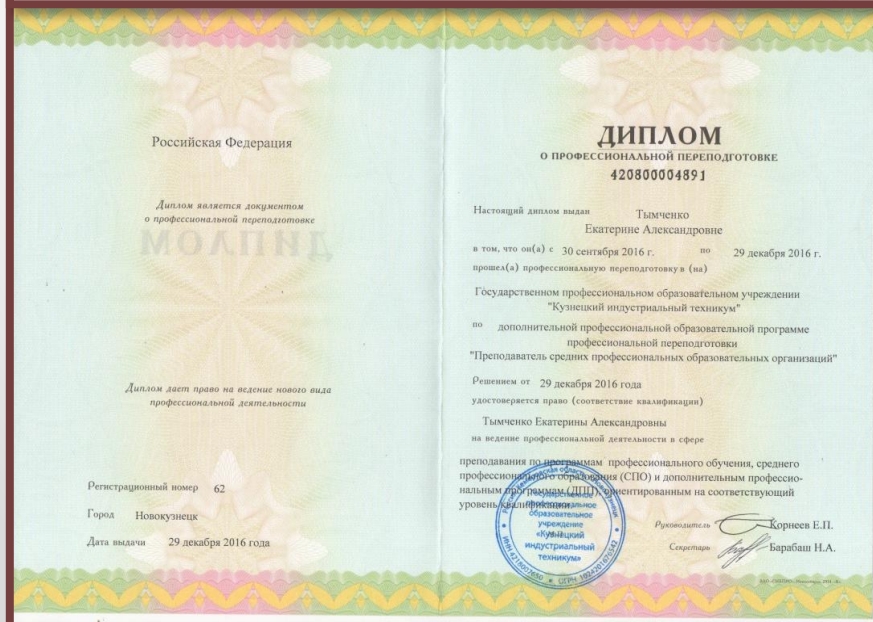 Российская Федерация
Диплом является документом
о профессиональной переподготовке
ДИПЛОМ
Диплом дает право на ведение нового вида
профессиональной деятельности
Регистрационный номер 62
Город Новокузнецк
Дата выдачи 29 декабря 2016 года
ДИПЛОМ
О ПРОФЕССИОНАЛЬНОЙ ПЕРЕПОДГОТОВКЕ
420800004891
Настоящий диплом выдан Тымченко
Екатерине Александровне
в том, что он(а) с 30 сентября 2016 г. по 29 декабря 2016 г.
прошел(а) профессиональную переподготовку в (на)
Государственном профессиональном образовательном учреждении
"Кузнецкий индустриальный техникум"
по дополнительной профессиональной образовательной программе
профессиональной переподготовки
"Преподаватель средних профессиональных образовательных организаций"
Решением от 29 декабря 2016 года
удостоверяется право (соответствие квалификации)
Тымченко Екатерины Александровны
на ведение профессиональной деятельности в сфере
преподавания по программам профессионального обучения, среднего
профессионального образования (СПО) и дополнительным профессио-
нальным программам (ДПП), ориентированным на соответствующий
уровень квалификации.
Государственное
профессиональное
образовательное
учреждение
«Кузнецкий
индустриальный
техникум»
Руководитель Корнеев Е.П.
Секретарь Барабаш Н.А.